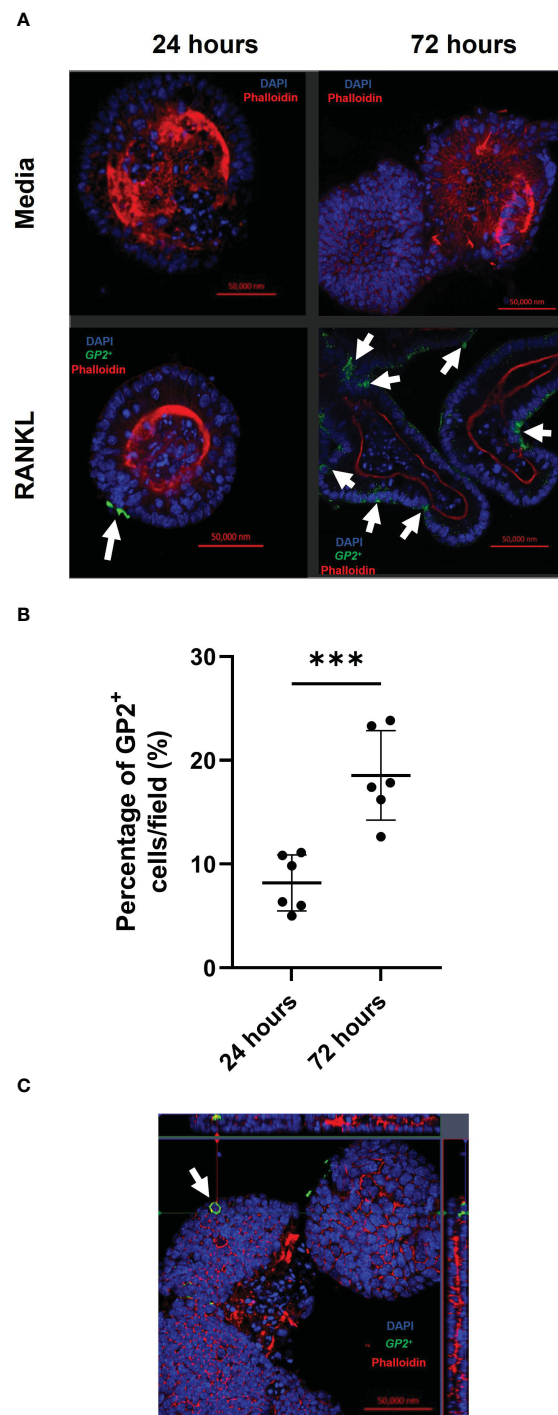 A
24 hours 72 hours
Media
DAPI
Phalloidin
50,000 nm
DAPI
Phalloidin
50,000 nm
RANKL
DAPI
GP2⁺
Phalloidin
50,000 nm
DAPI
GP2⁺
Phalloidin
50,000 nm
B
Percentage of GP2⁺
cells/field (%)
30
20
10
0
***
24 hours
72 hours
C
DAPI
GP2⁺
Phalloidin
50,000 nm